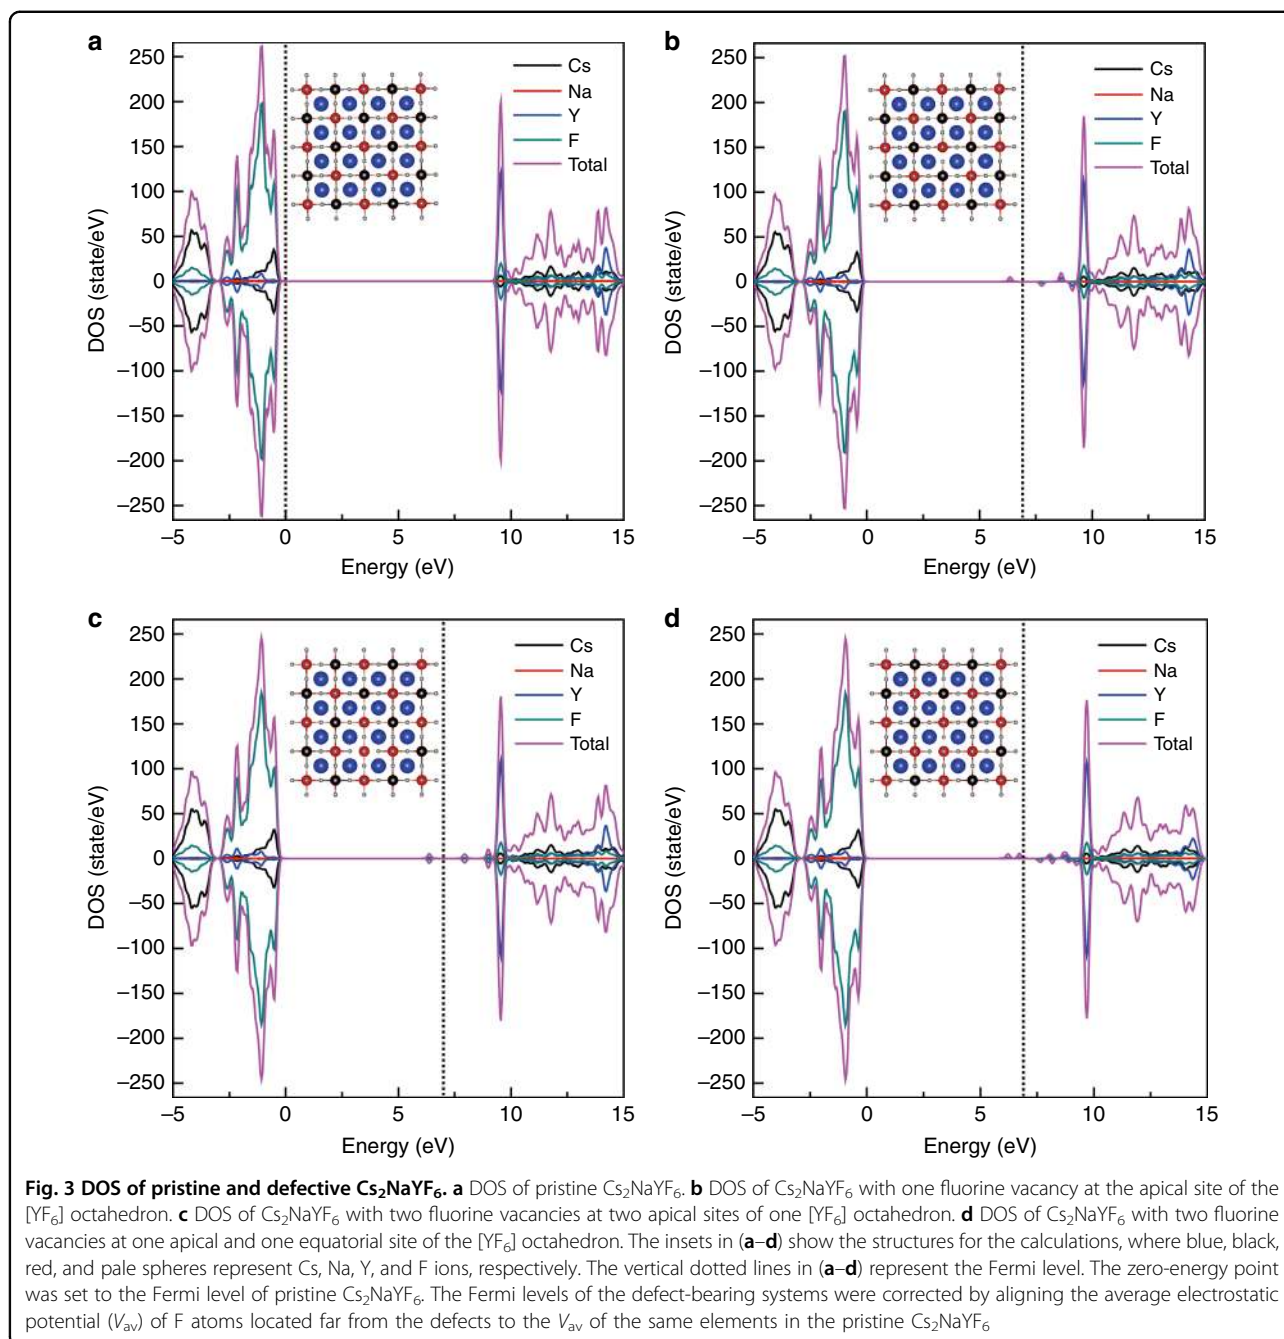 a
250
200
150
100
50
0
−50
−100
−150
−200
−250
DOS (state/eV)
−5 0 5 10 15
Energy (eV)
Cs
Na
Y
F
Total
b
250
200
150
100
50
0
−50
−100
−150
−200
−250
DOS (state/eV)
−5 0 5 10 15
Energy (eV)
Cs
Na
Y
F
Total
c
250
200
150
100
50
0
−50
−100
−150
−200
−250
DOS (state/eV)
−5 0 5 10 15
Energy (eV)
Cs
Na
Y
F
Total
d
250
200
150
100
50
0
−50
−100
−150
−200
−250
DOS (state/eV)
−5 0 5 10 15
Energy (eV)
Cs
Na
Y
F
Total
Fig. 3 DOS of pristine and defective Cs₂NaYF₆. a DOS of pristine Cs₂NaYF₆. b DOS of Cs₂NaYF₆ with one fluorine vacancy at the apical site of the
[YF₆] octahedron. c DOS of Cs₂NaYF₆ with two fluorine vacancies at two apical sites of one [YF₆] octahedron. d DOS of Cs₂NaYF₆ with two fluorine
vacancies at one apical and one equatorial site of the [YF₆] octahedron. The insets in (a–d) show the structures for the calculations, where blue, black,
red, and pale spheres represent Cs, Na, Y, and F ions, respectively. The vertical dotted lines in (a–d) represent the Fermi level. The zero-energy point
was set to the Fermi level of pristine Cs₂NaYF₆. The Fermi levels of the defect-bearing systems were corrected by aligning the average electrostatic
potential (Vav) of F atoms located far from the defects to the Vav of the same elements in the pristine Cs₂NaYF₆